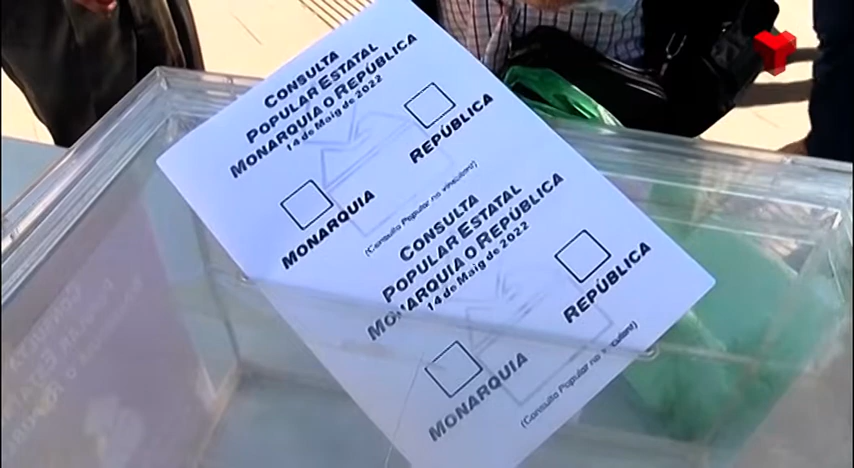 CONSULTA
POPULAR ESTATAL
MONARQUIA O REPÚBLICA
14 de Maig de 2022
REPÚBLICA
MONARQUIA
(Consulta Popular no vinculant)
CONSULTA
POPULAR ESTATAL
MONARQUIA O REPÚBLICA
14 de Maig de 2022
REPÚBLICA
MONARQUIA
(Consulta Popular no vinculant)